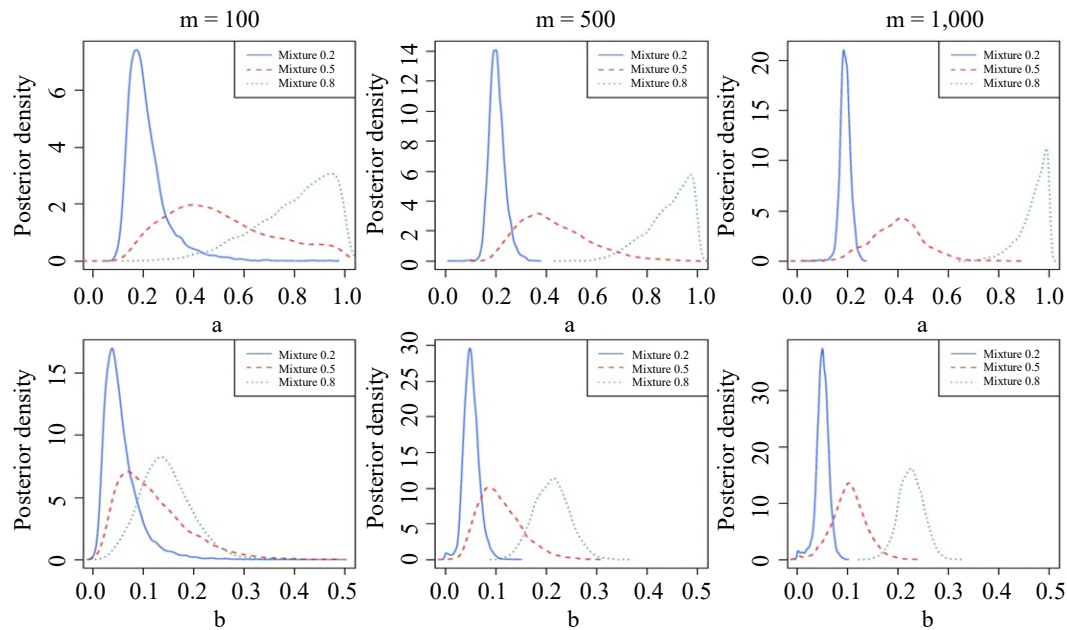 m = 100
m = 500
m = 1,000
Posterior density
0 2 4 6
Mixture 0.2
Mixture 0.5
Mixture 0.8
0.0 0.2 0.4 0.6 0.8 1.0
a
Posterior density
0 2 4 6 8 10 12 14
Mixture 0.2
Mixture 0.5
Mixture 0.8
0.0 0.2 0.4 0.6 0.8 1.0
a
Posterior density
0 5 10 15 20
Mixture 0.2
Mixture 0.5
Mixture 0.8
0.0 0.2 0.4 0.6 0.8 1.0
a
Posterior density
0 5 10 15
Mixture 0.2
Mixture 0.5
Mixture 0.8
0.0 0.1 0.2 0.3 0.4 0.5
b
Posterior density
0 5 10 15 20 25 30
Mixture 0.2
Mixture 0.5
Mixture 0.8
0.0 0.1 0.2 0.3 0.4 0.5
b
Posterior density
0 10 20 30
Mixture 0.2
Mixture 0.5
Mixture 0.8
0.0 0.1 0.2 0.3 0.4 0.5
b